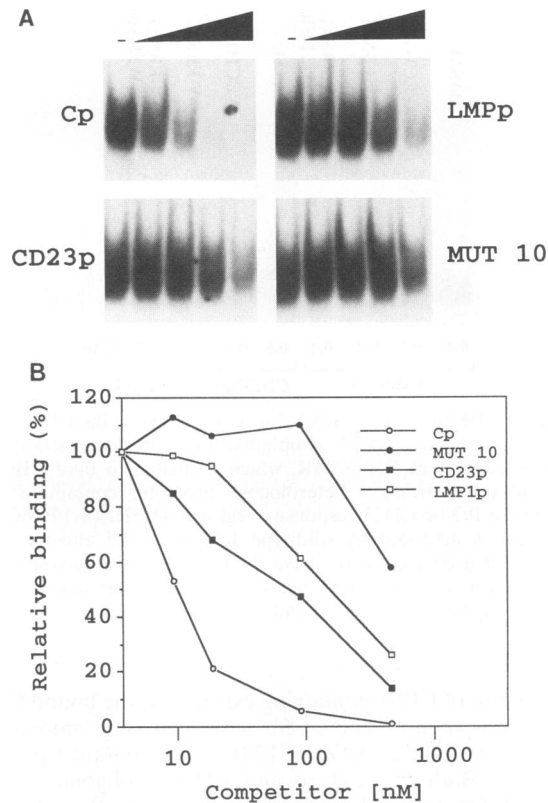 A
-
-
Cp
LMPp
CD23p
MUT 10
B
120
100
80
60
40
20
0
Relative binding (%)
Cp
MUT 10
CD23p
LMP1p
10
100
1000
Competitor [nM]